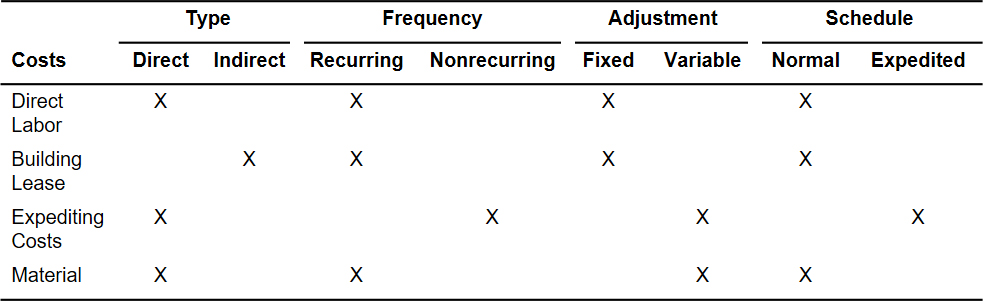 Type Frequency Adjustment Schedule
Costs Direct Indirect Recurring Nonrecurring Fixed Variable Normal Expedited
Direct X X X X
Labor
Building X X X X
Lease
Expediting X X X X
Costs
Material X X X X